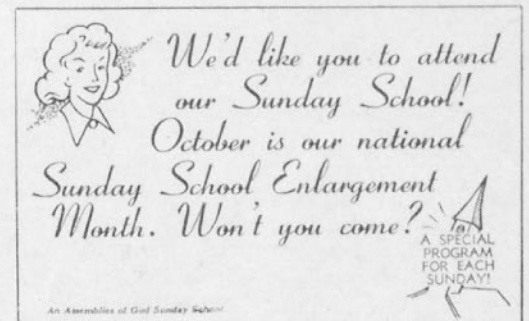 We'd like you to attend
our Sunday School!
October is our national
Sunday School Enlargement
Month. Won't you come?
A SPECIAL
PROGRAM
FOR EACH
SUNDAY!
An Assemblies of God Sunday School